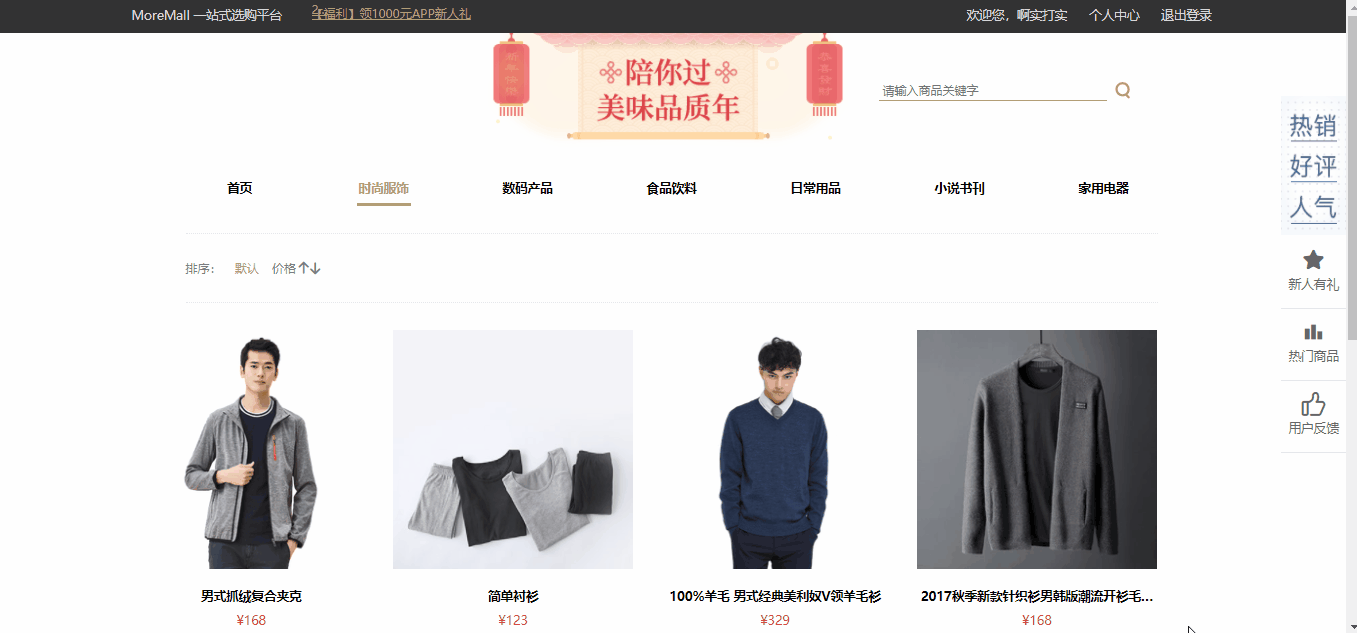 MoreMall 一站式选购平台
【福利】领1000元APP新人礼
欢迎您，啊实打实
个人中心
退出登录
新年快乐
陪你过
美味品质年
恭喜发财
请输入商品关键字
热销
好评
人气
首页
时尚服饰
数码产品
食品饮料
日常用品
小说书刊
家用电器
排序：
默认
价格
新人有礼
热门商品
用户反馈
男式抓绒复合夹克
¥168
简单衬衫
¥123
100%羊毛 男式经典美利奴V领羊毛衫
¥329
2017秋季新款针织衫男韩版潮流开衫毛...
¥168